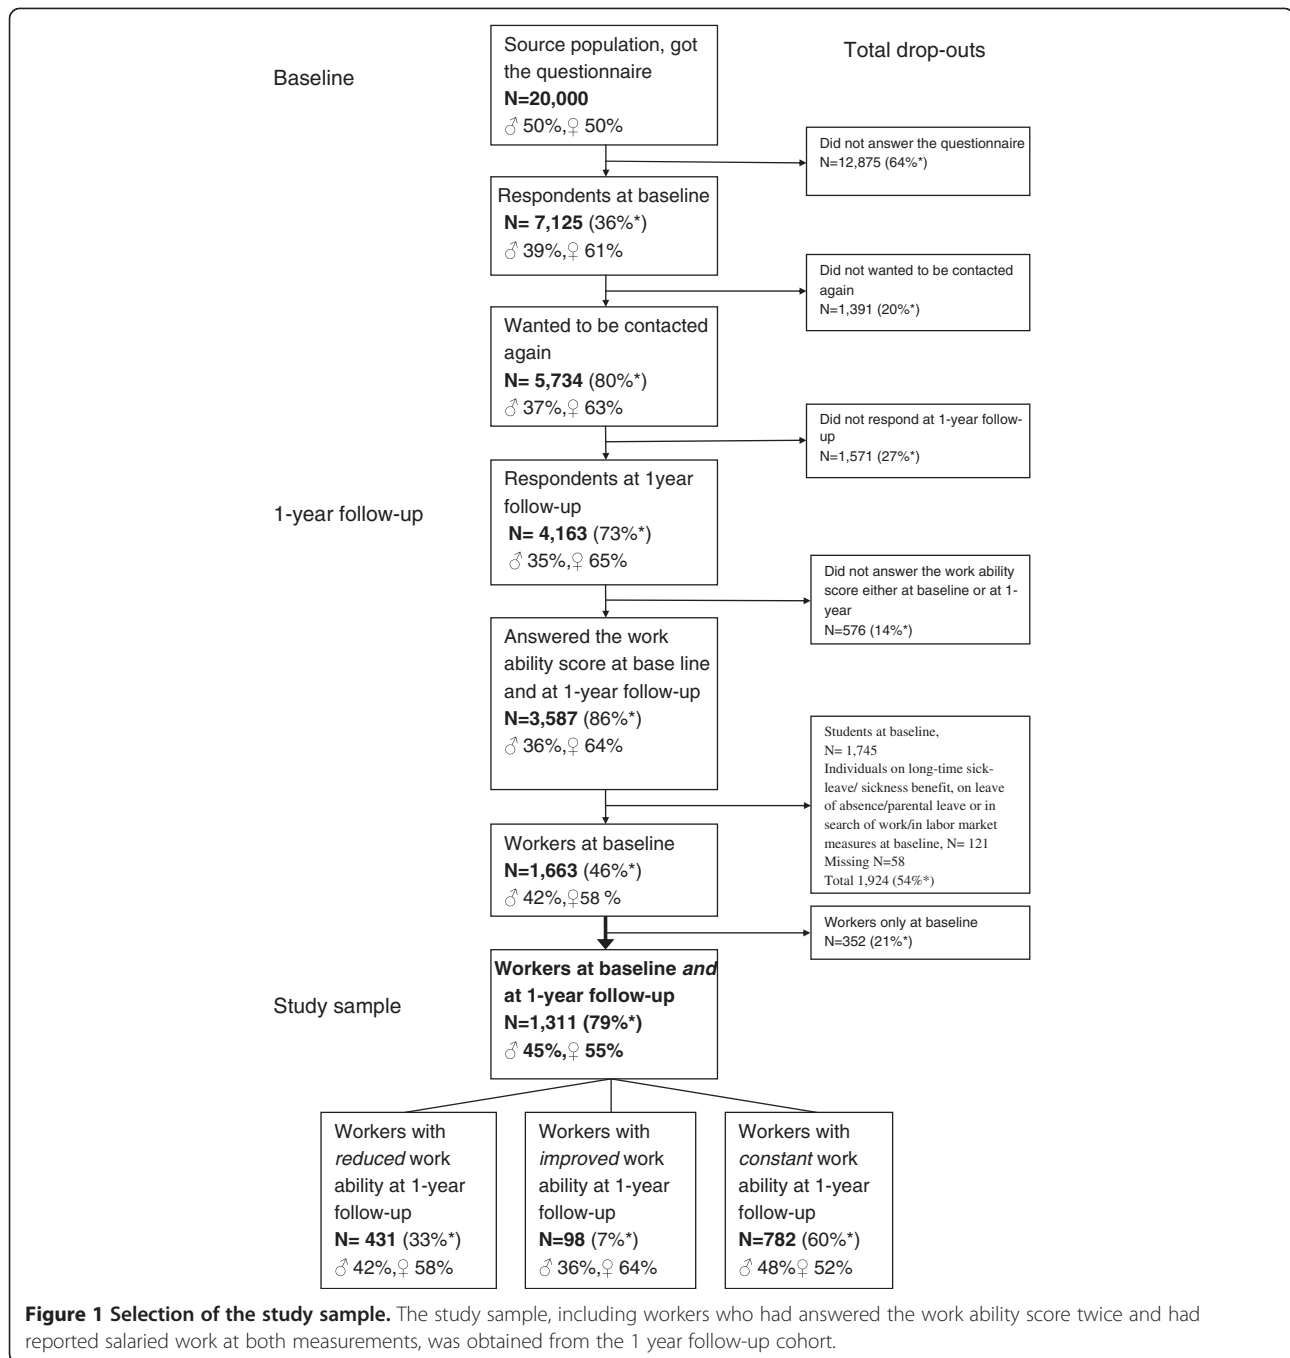 Baseline
Source population, got
the questionnaire
N=20,000
♂ 50%,♀ 50%
Total drop-outs
Did not answer the questionnaire
N=12,875 (64%*)
Respondents at baseline
N= 7,125 (36%*)
♂ 39%,♀ 61%
Did not wanted to be contacted
again
N=1,391 (20%*)
Wanted to be contacted
again
N= 5,734 (80%*)
♂ 37%,♀ 63%
Did not respond at 1-year follow-
up
N=1,571 (27%*)
1-year follow-up
Respondents at 1year
follow-up
N= 4,163 (73%*)
♂ 35%,♀ 65%
Did not answer the work ability
score either at baseline or at 1-
year
N=576 (14%*)
Answered the work
ability score at base line
and at 1-year follow-up
N=3,587 (86%*)
♂ 36%,♀ 64%
Students at baseline,
N= 1,745
Individuals on long-time sick-
leave/ sickness benefit, on leave
of absence/parental leave or in
search of work/in labor market
measures at baseline, N= 121
Missing N=58
Total 1,924 (54%*)
Workers at baseline
N=1,663 (46%*)
♂ 42%,♀58 %
Workers only at baseline
N=352 (21%*)
Study sample
Workers at baseline and
at 1-year follow-up
N=1,311 (79%*)
♂ 45%,♀ 55%
Workers with
reduced work
ability at 1-year
follow-up
N= 431 (33%*)
♂ 42%,♀ 58%
Workers with
improved work
ability at 1-year
follow-up
N=98 (7%*)
♂ 36%,♀ 64%
Workers with
constant work
ability at 1-year
follow-up
N=782 (60%*)
♂ 48%♀ 52%
Figure 1 Selection of the study sample. The study sample, including workers who had answered the work ability score twice and had
reported salaried work at both measurements, was obtained from the 1 year follow-up cohort.